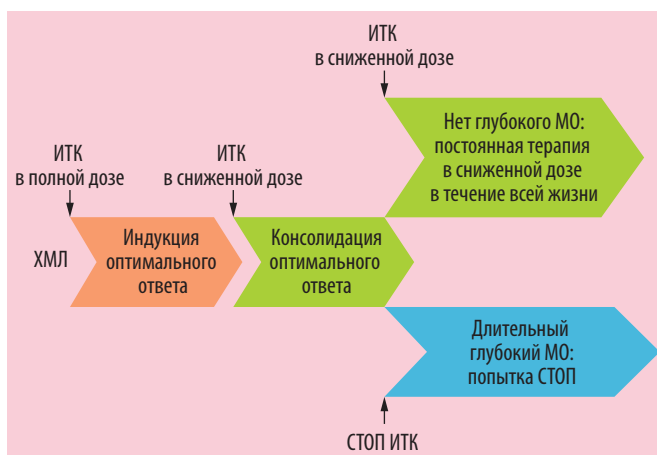 ИТК
в сниженной дозе
Нет глубокого МО:
постоянная терапия
в сниженной дозе
в течение всей жизни
ИТК
в полной дозе
ИТК
в сниженной дозе
ХМЛ
Индукция
оптимального
ответа
Консолидация
оптимального
ответа
Длительный
глубокий МО:
попытка СТОП
СТОП ИТК